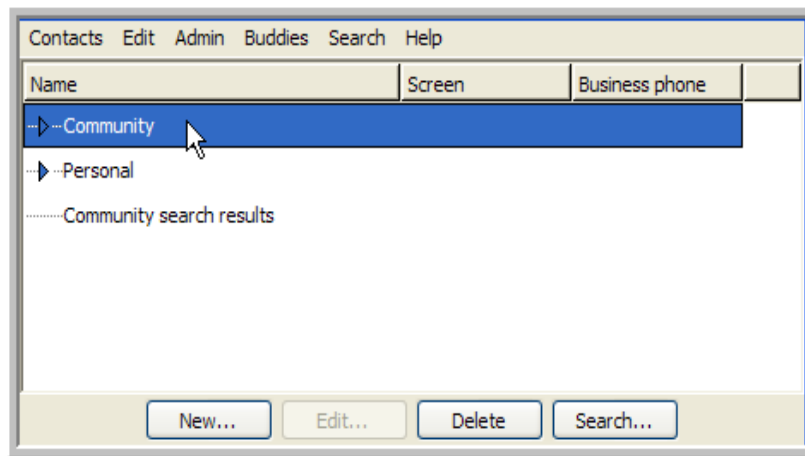 Contacts Edit Admin Buddies Search Help
Name Screen Business phone
Community
Personal
Community search results
New... Edit... Delete Search...